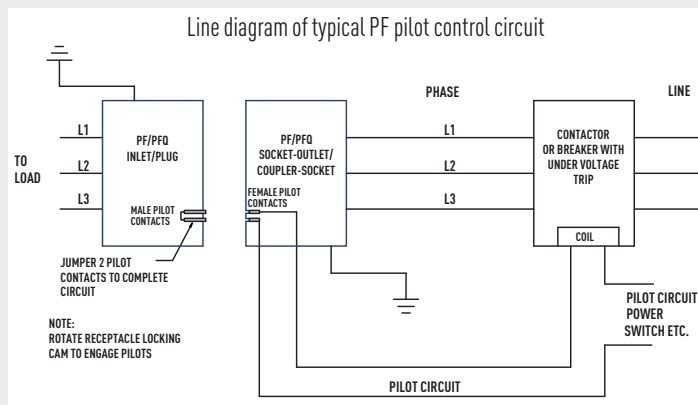 Line diagram of typical PF pilot control circuit
PHASE
LINE
TO
LOAD
L1
L2
L3
PF/PFQ
INLET/PLUG
MALE PILOT
CONTACTS
PF/PFQ
SOCKET-OUTLET/
COUPLER-SOCKET
FEMALE PILOT
CONTACTS
L1
L2
L3
CONTACTOR
OR BREAKER WITH
UNDER VOLTAGE
TRIP
COIL
JUMPER 2 PILOT
CONTACTS TO COMPLETE
CIRCUIT
NOTE:
ROTATE RECEPTACLE LOCKING
CAM TO ENGAGE PILOTS
PILOT CIRCUIT
POWER
SWITCH ETC.
PILOT CIRCUIT